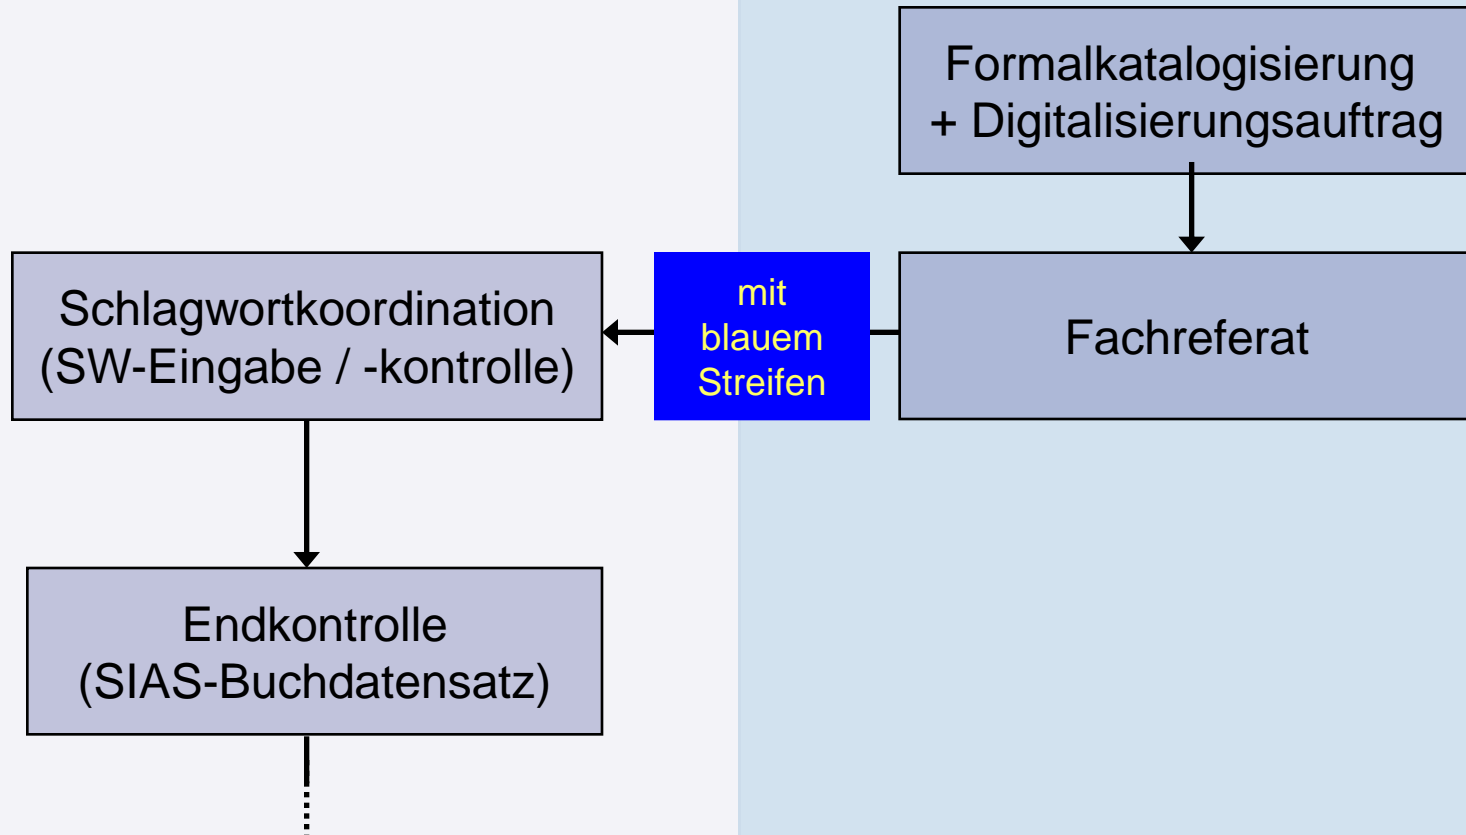 Formalkatalogisierung
+ Digitalisierungsauftrag
Schlagwortkoordination
(SW-Eingabe / -kontrolle)
mit
blauem
Streifen
Fachreferat
Endkontrolle
(SIAS-Buchdatensatz)